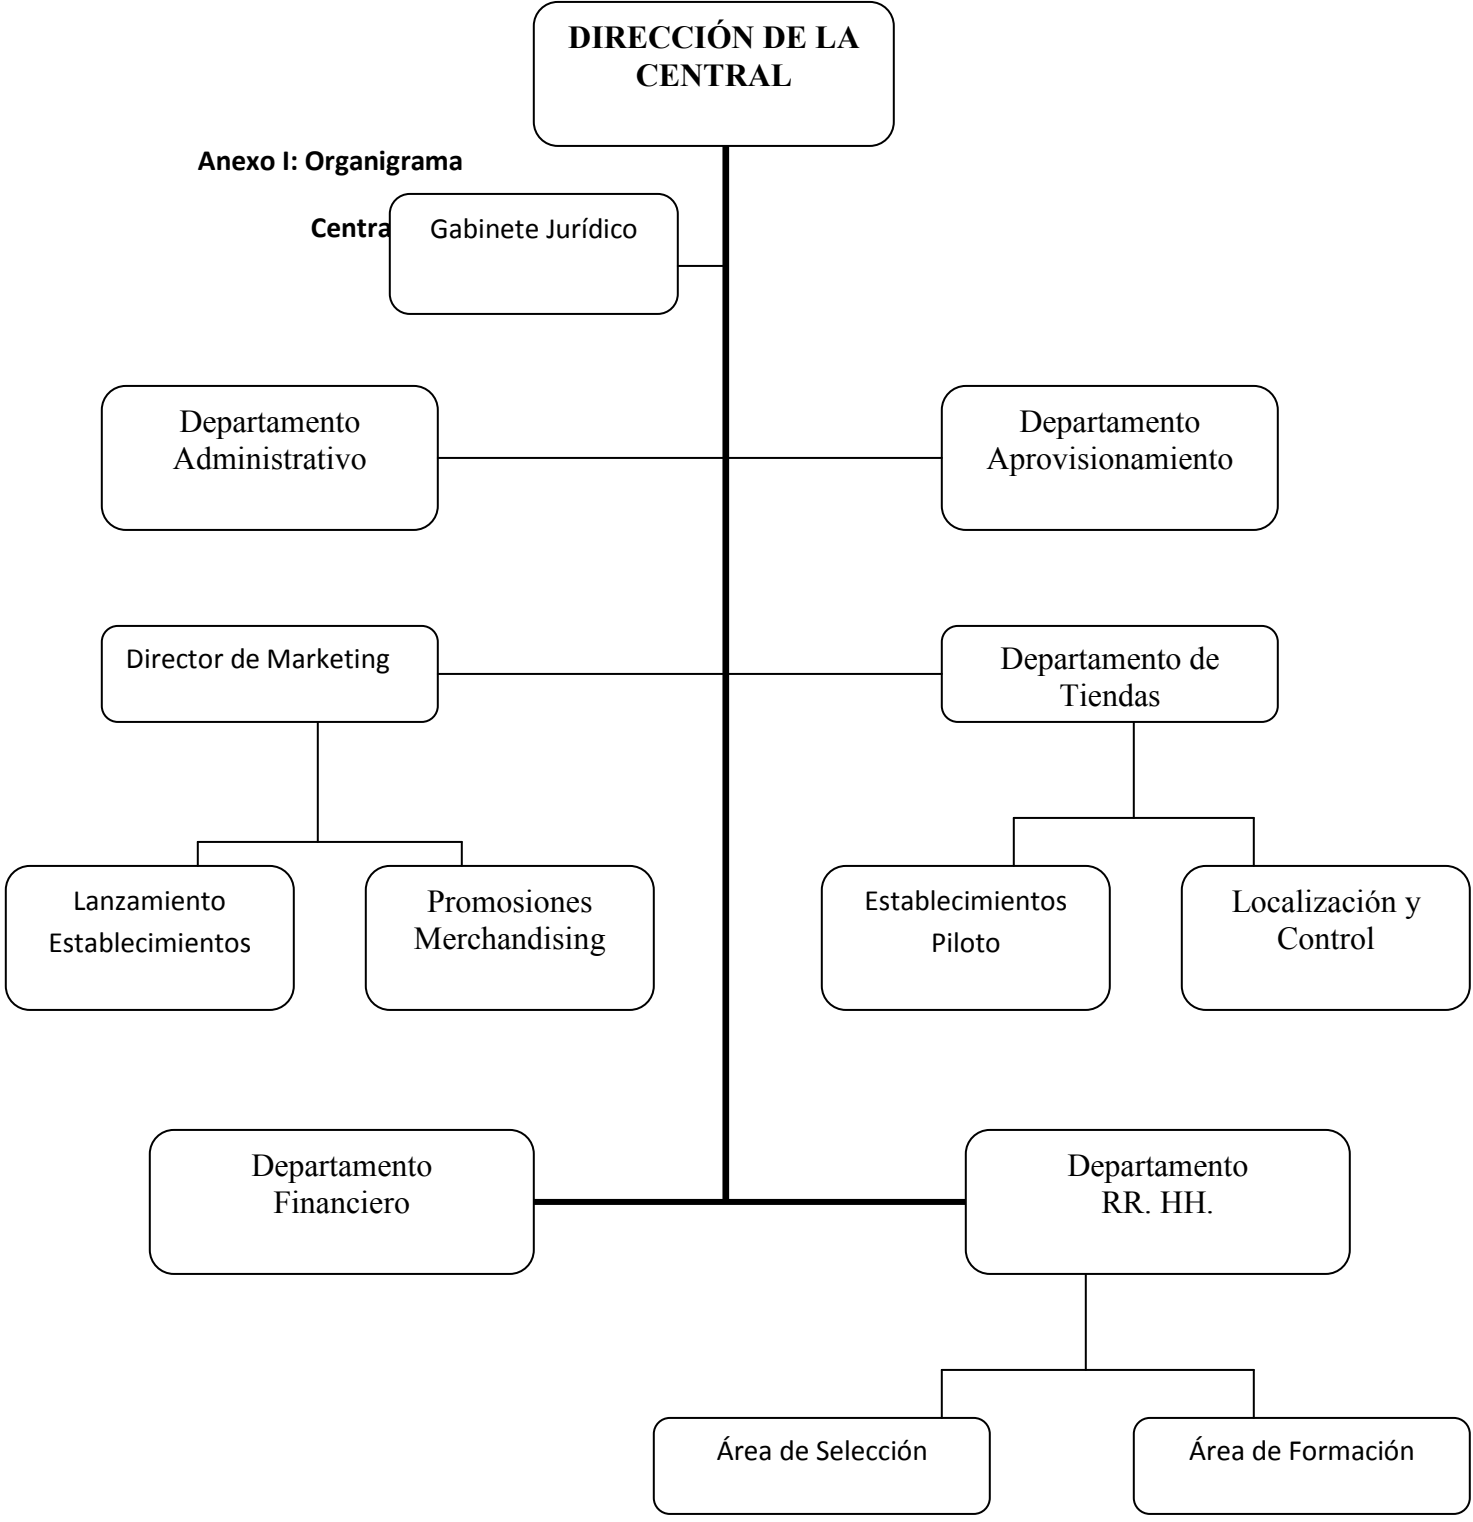 DIRECCIÓN DE LA
CENTRAL
Anexo I: Organigrama
Centra
Gabinete Jurídico
Departamento
Administrativo
Departamento
Aprovisionamiento
Director de Marketing
Departamento de
Tiendas
Lanzamiento
Establecimientos
Promosiones
Merchandising
Establecimientos
Piloto
Localización y
Control
Departamento
Financiero
Departamento
RR. HH.
Área de Selección
Área de Formación